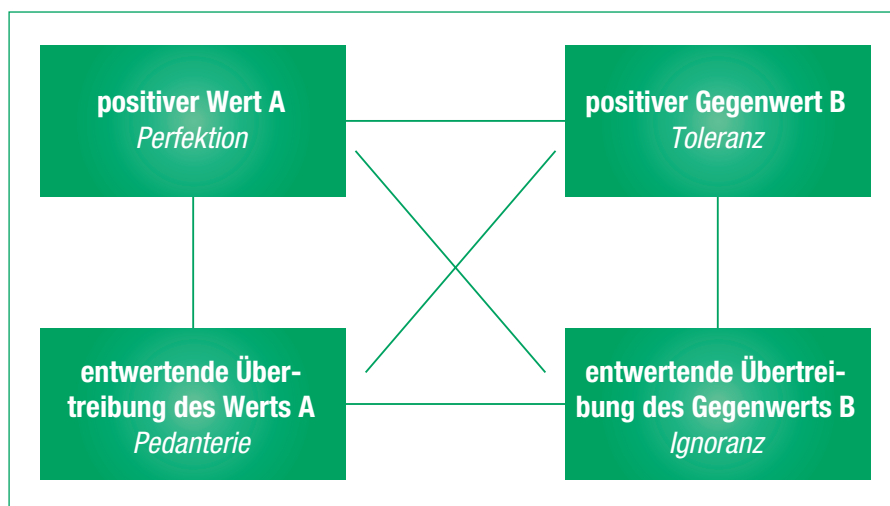 positiver Wert A
Perfektion
positiver Gegenwert B
Toleranz
entwertende Über-
treibung des Werts A
Pedanterie
entwertende Übertrei-
bung des Gegenwerts B
Ignoranz